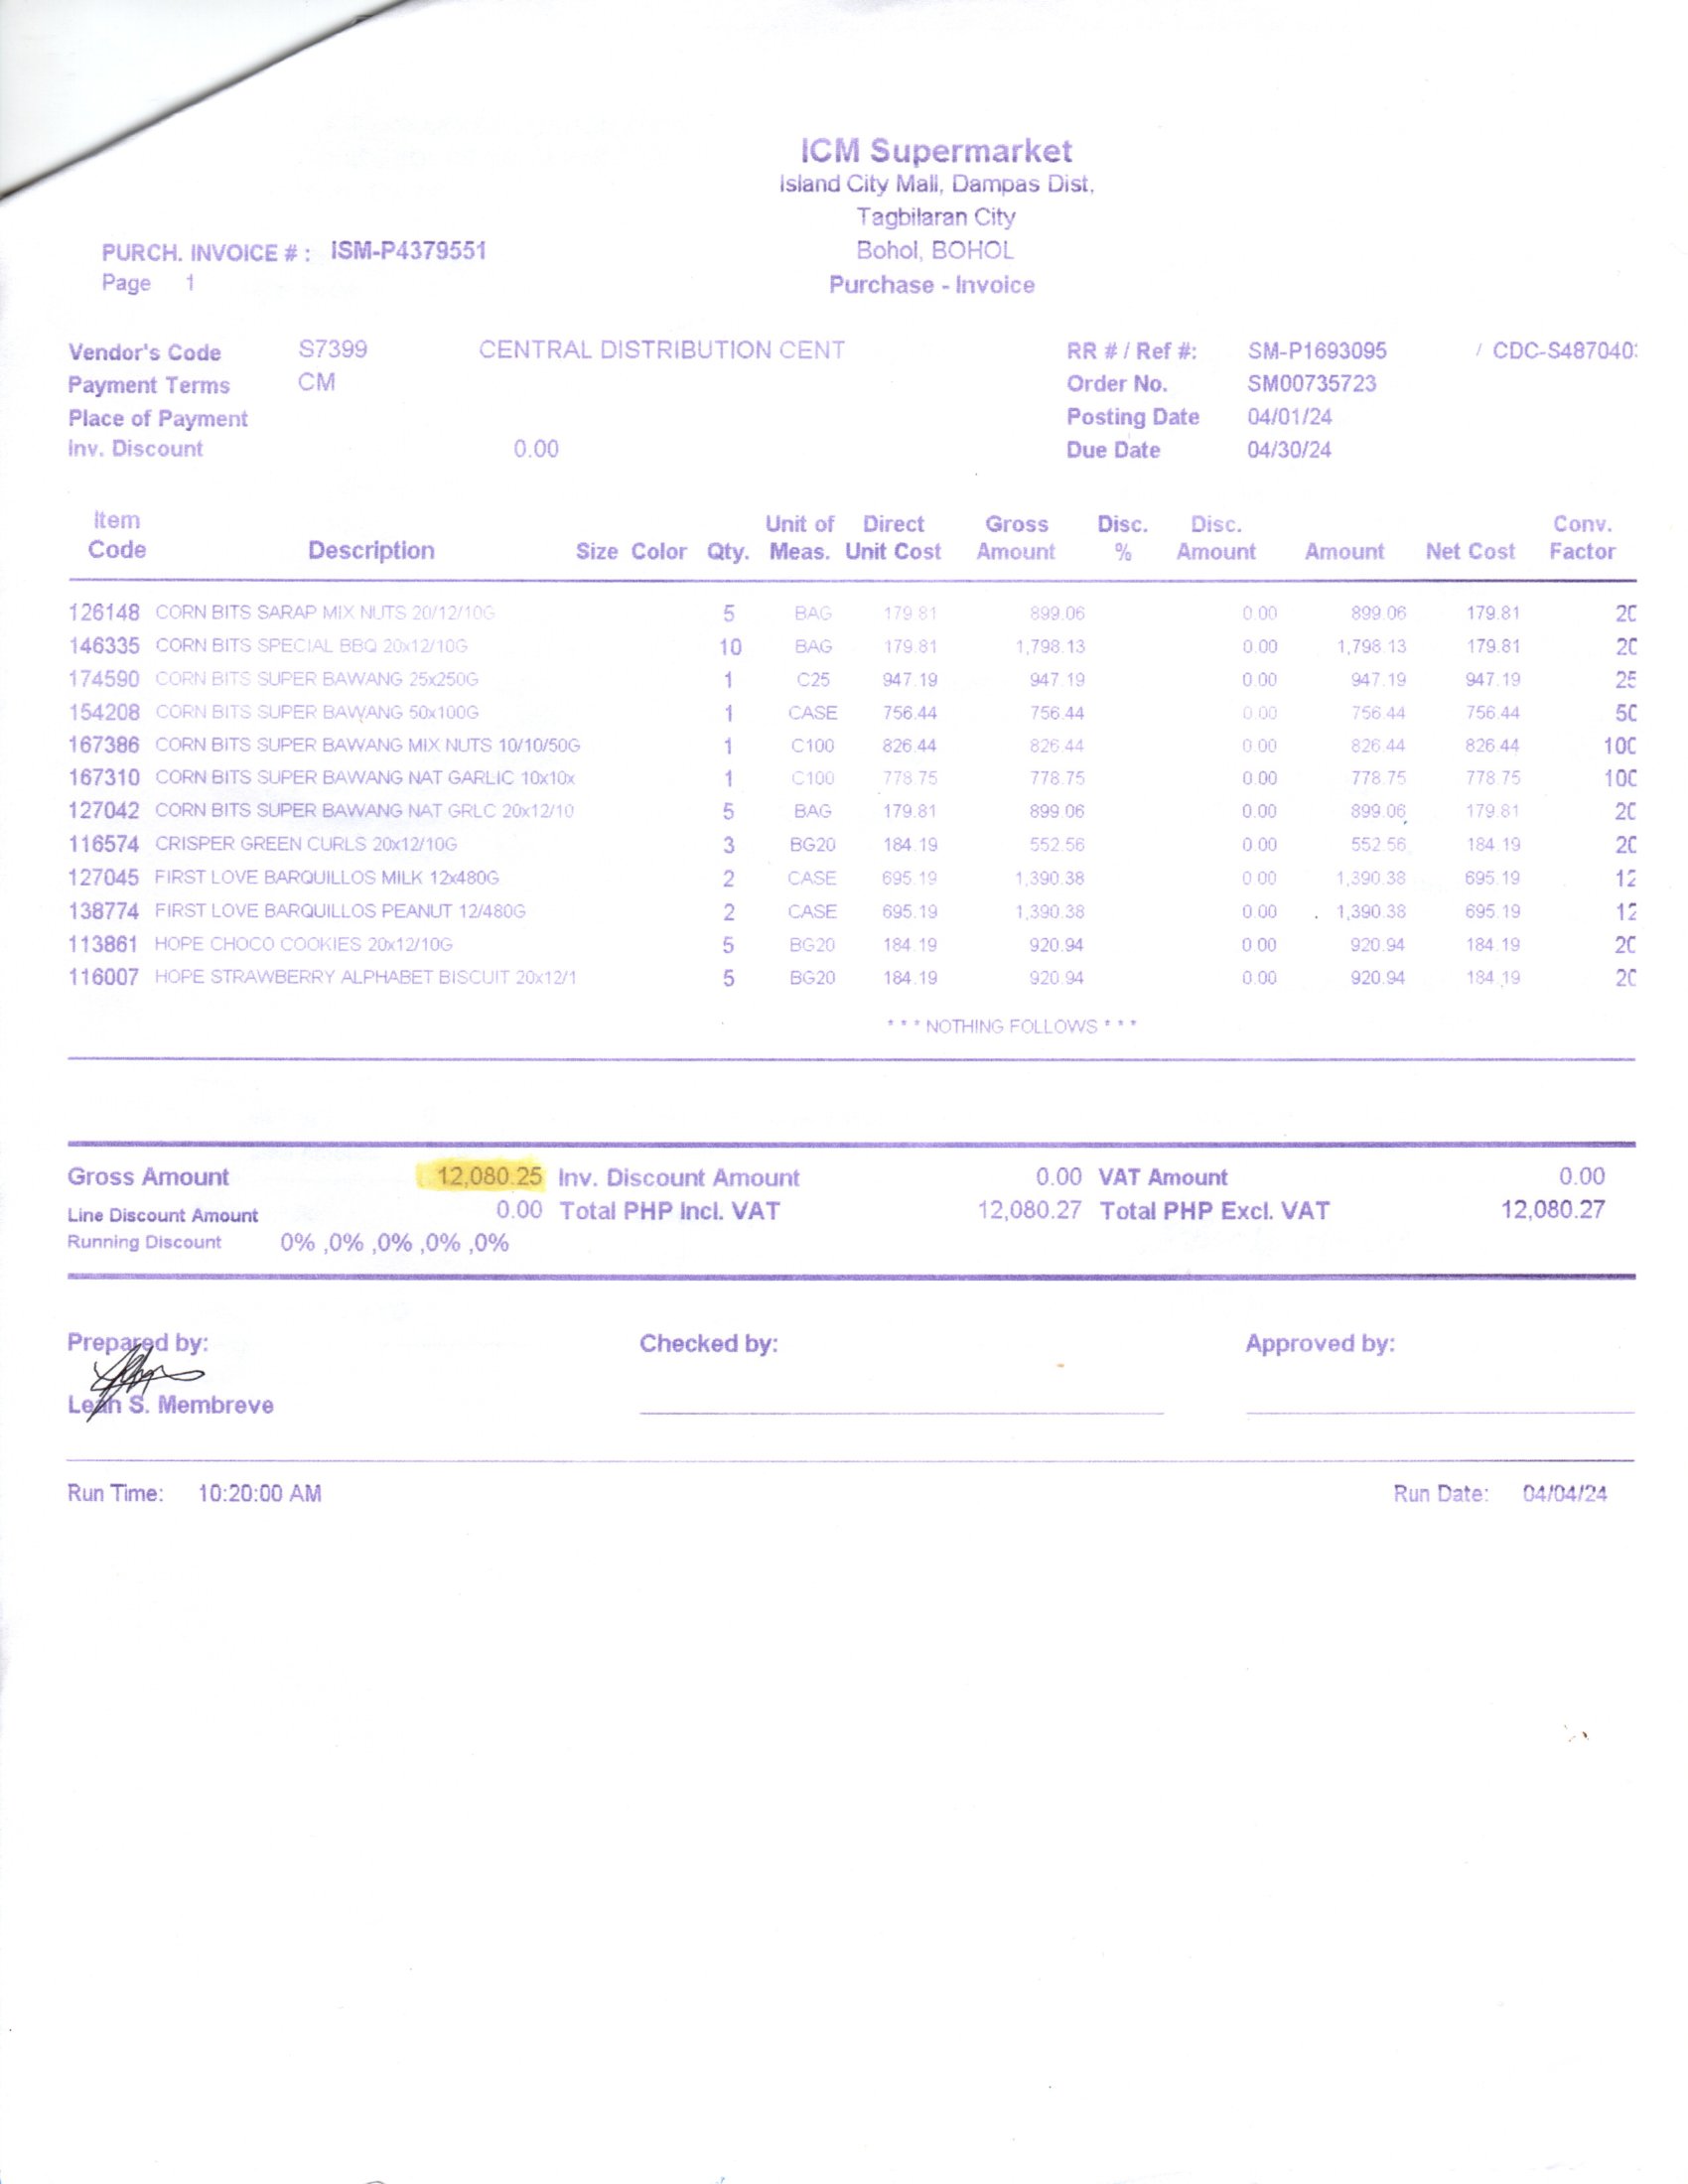 ICM Supermarket
Island City Mall, Dampas Dist,
Tagbilaran City
PURCH. INVOICE # : ISM-P4379551 Bohol, BOHOL
Page 1 Purchase - Invoice
Vendor's Code S7399 CENTRAL DISTRIBUTION CENT RR # / Ref #: SM-P1693095 / CDC-S487040
Payment Terms CM Order No. SM00735723
Place of Payment Posting Date 04/01/24
Inv. Discount 0.00 Due Date 04/30/24
Item Unit of Direct Gross Disc. Disc. Conv.
Code Description Size Color Qty. Meas. Unit Cost Amount % Amount Amount Net Cost Factor
126148 CORN BITS SARAP MIX NUTS 20/12/10G 5 BAG 179.81 899.06 0.00 899.06 179.81 20
146335 CORN BITS SPECIAL BBQ 20x12/10G 10 BAG 179.81 1,798.13 0.00 1,798.13 179.81 20
174590 CORN BITS SUPER BAWANG 25x250G 1 C25 947.19 947.19 0.00 947.19 947.19 25
154208 CORN BITS SUPER BAWANG 50x100G 1 CASE 756.44 756.44 0.00 756.44 756.44 50
167386 CORN BITS SUPER BAWANG MIX NUTS 10/10/50G 1 C100 826.44 826.44 0.00 826.44 826.44 100
167310 CORN BITS SUPER BAWANG NAT GARLIC 10x10x 1 C100 778.75 778.75 0.00 778.75 778.75 100
127042 CORN BITS SUPER BAWANG NAT GRLC 20x12/10 5 BAG 179.81 899.06 0.00 899.06 179.81 20
116574 CRISPER GREEN CURLS 20x12/10G 3 BG20 184.19 552.56 0.00 552.56 184.19 20
127045 FIRST LOVE BARQUILLOS MILK 12x480G 2 CASE 695.19 1,390.38 0.00 1,390.38 695.19 12
138774 FIRST LOVE BARQUILLOS PEANUT 12/480G 2 CASE 695.19 1,390.38 0.00 1,390.38 695.19 12
113861 HOPE CHOCO COOKIES 20x12/10G 5 BG20 184.19 920.94 0.00 920.94 184.19 20
116007 HOPE STRAWBERRY ALPHABET BISCUIT 20x12/1 5 BG20 184.19 920.94 0.00 920.94 184.19 20
* * * NOTHING FOLLOWS * * *
Gross Amount 12,080.25 Inv. Discount Amount 0.00 VAT Amount 0.00
Line Discount Amount 0.00 Total PHP Incl. VAT 12,080.27 Total PHP Excl. VAT 12,080.27
Running Discount 0% ,0% ,0% ,0% ,0%
Prepared by: Checked by: Approved by:
Leah S. Membreve
Run Time: 10:20:00 AM Run Date: 04/04/24